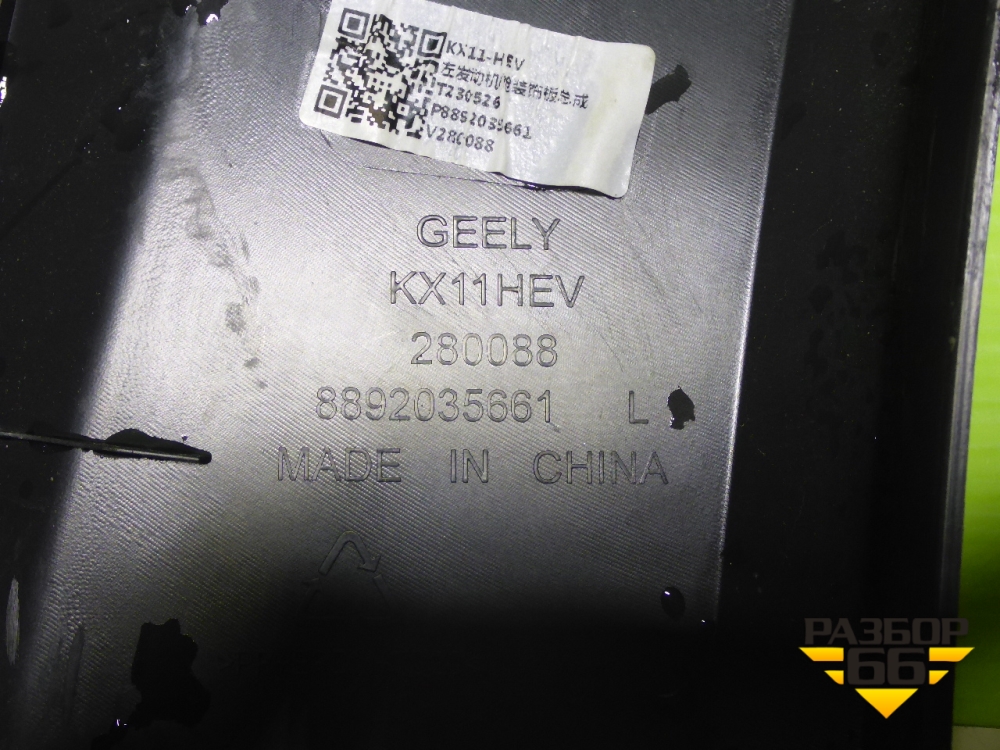 KX11-HEV
左发动机舱装饰板总成
T230526
P8892035661
V280088
GEELY
KX11HEV
280088
8892035661 L
MADE IN CHINA
РАЗБОР
66